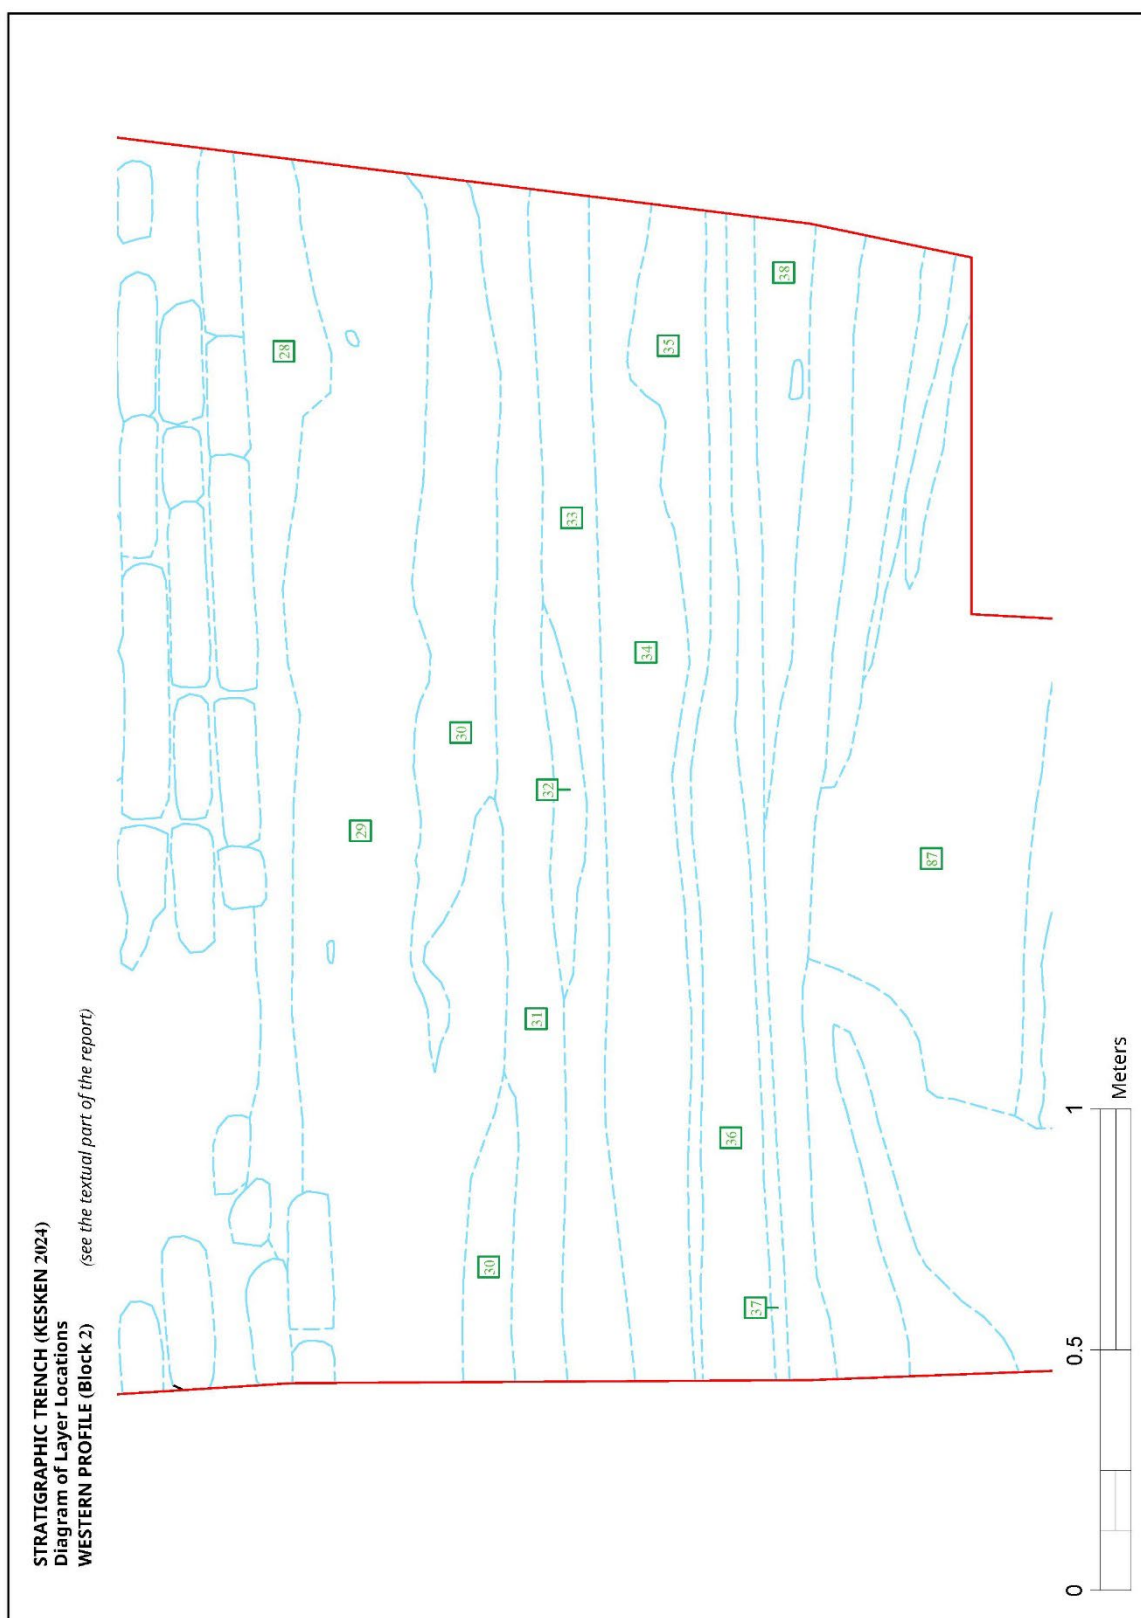 STRATIGRAPHIC TRENCH (KESKEN 2024)
Diagram of Layer Locations
WESTERN PROFILE (Block 2) (see the textual part of the report)
28
29
30
30
31
32
33
34
35
36
37
38
87
0 0.5 1
Meters